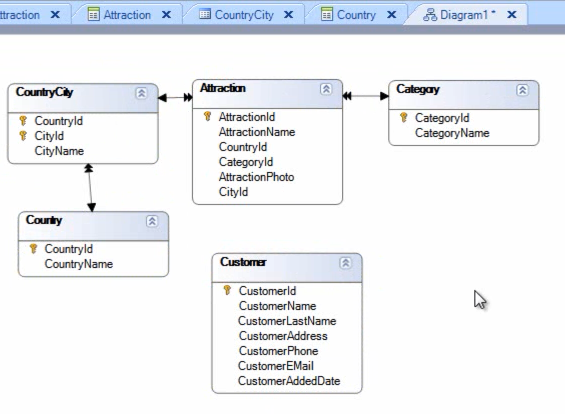 ttraction
Attraction
CountryCity
Country
Diagram1 *
CountryCity
CountryId
CityId
CityName
Attraction
AttractionId
AttractionName
CountryId
CategoryId
AttractionPhoto
CityId
Category
CategoryId
CategoryName
Country
CountryId
CountryName
Customer
CustomerId
CustomerName
CustomerLastName
CustomerAddress
CustomerPhone
CustomerEMail
CustomerAddedDate